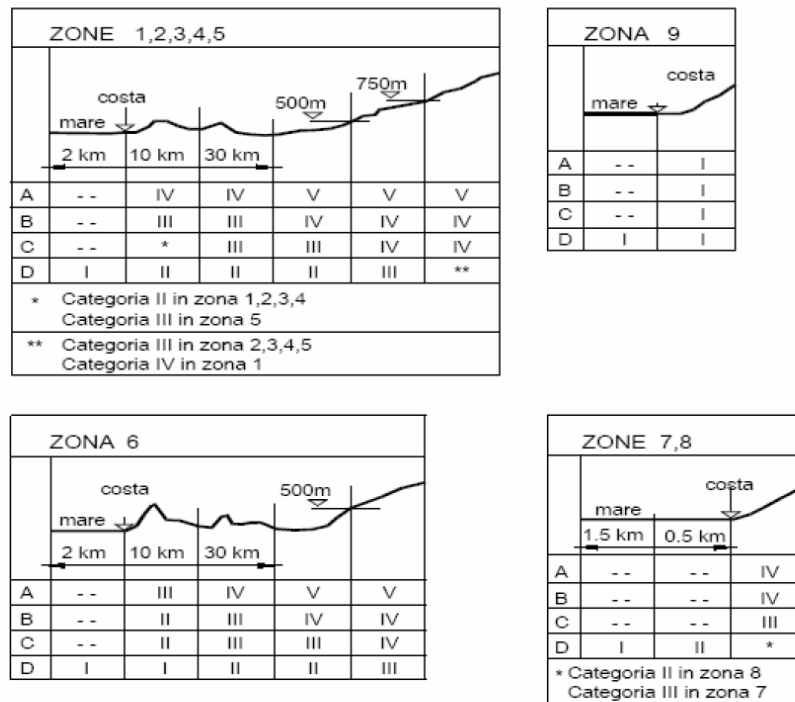 ZONE 1,2,3,4,5
750m
costa
500m
mare
2 km 10 km 30 km
A -- IV IV V V V
B -- III III IV IV IV
C -- * III III IV IV
D I II II II III **
* Categoria II in zona 1,2,3,4
Categoria III in zona 5
** Categoria III in zona 2,3,4,5
Categoria IV in zona 1
ZONA 9
costa
mare
A -- I
B -- I
C -- I
D I I
ZONA 6
costa
500m
mare
2 km 10 km 30 km
A -- III IV V V
B -- II III IV IV
C -- II III III IV
D I I II II III
ZONE 7,8
costa
mare
1.5 km 0.5 km
A -- -- IV
B -- -- IV
C -- -- III
D I II *
* Categoria II in zona 8
Categoria III in zona 7